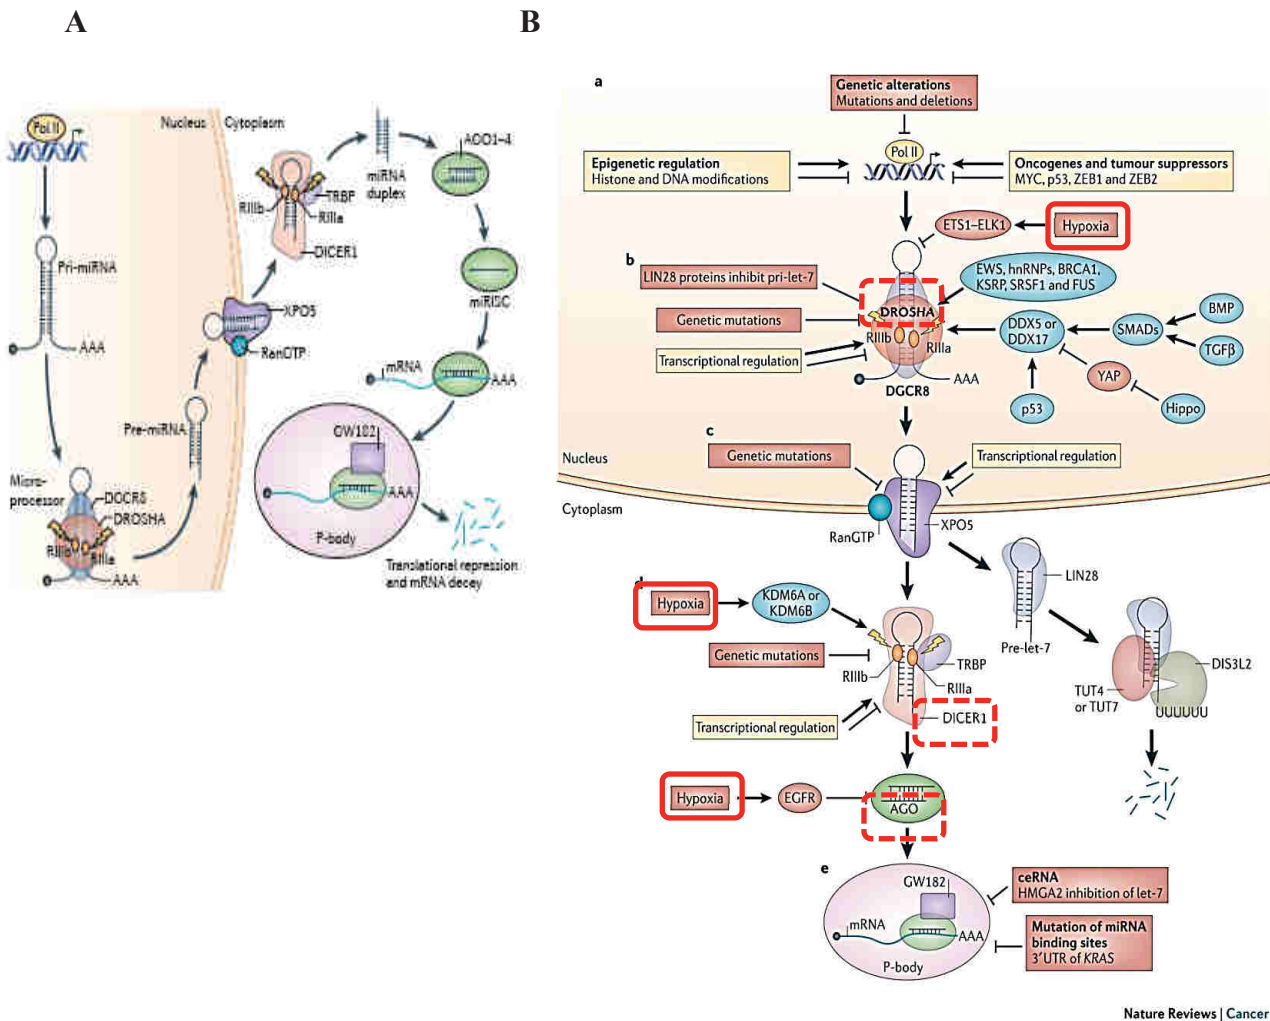 A
B
Pol II
Nucleus
Cytoplasm
Pri-miRNA
AAA
Micro-
processor
DGCR8
DROSHA
RIIIb
RIIIa
AAA
Pre-miRNA
XPO5
RanGTP
RIIIb
TRBP
RIIIa
DICER1
miRNA
duplex
AGO1–4
miRISC
mRNA
AAA
GW182
AAA
P-body
Translational repression
and mRNA decay
a
Genetic alterations
Mutations and deletions
Pol II
Epigenetic regulation
Histone and DNA modifications
Oncogenes and tumour suppressors
MYC, p53, ZEB1 and ZEB2
ETS1–ELK1
Hypoxia
b
LIN28 proteins inhibit pri-let-7
EWS, hnRNPs, BRCA1,
KSRP, SRSF1 and FUS
Genetic mutations
DROSHA
RIIIb
RIIIa
Transcriptional regulation
DDX5 or
DDX17
SMADs
BMP
TGFβ
YAP
p53
Hippo
AAA
DGCR8
c
Genetic mutations
Transcriptional regulation
Nucleus
Cytoplasm
RanGTP
XPO5
LIN28
Pre-let-7
d
Hypoxia
KDM6A or
KDM6B
Genetic mutations
RIIIb
TRBP
RIIIa
DICER1
Transcriptional regulation
TUT4
or TUT7
DIS3L2
UUUUUU
Hypoxia
EGFR
AGO
e
GW182
mRNA
AAA
P-body
ceRNA
HMGA2 inhibition of let-7
Mutation of miRNA
binding sites
3′UTR of KRAS
Nature Reviews | Cancer